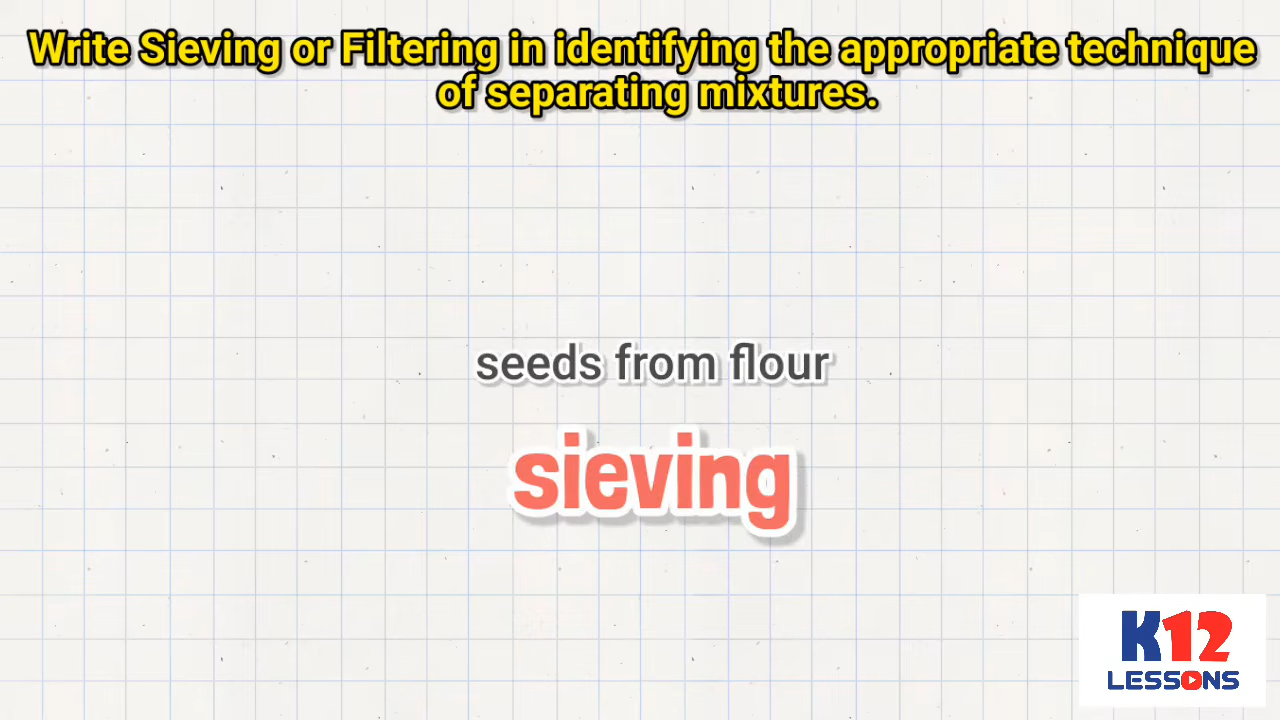 Write Sieving or Filtering in identifying the appropriate technique
of separating mixtures.
seeds from flour
sieving
K12
LESSONS